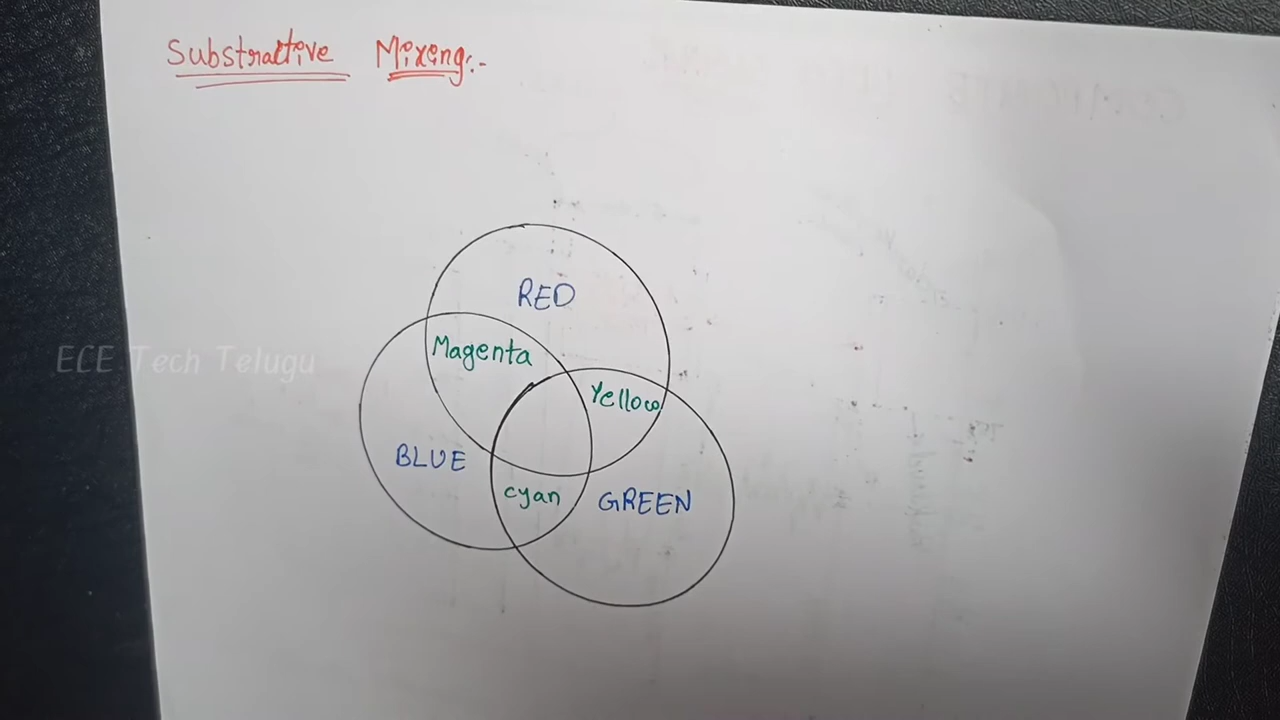 Substractive Mixing:-
RED
Magenta
Yellow
ECE Tech Telugu
BLUE
cyan
GREEN